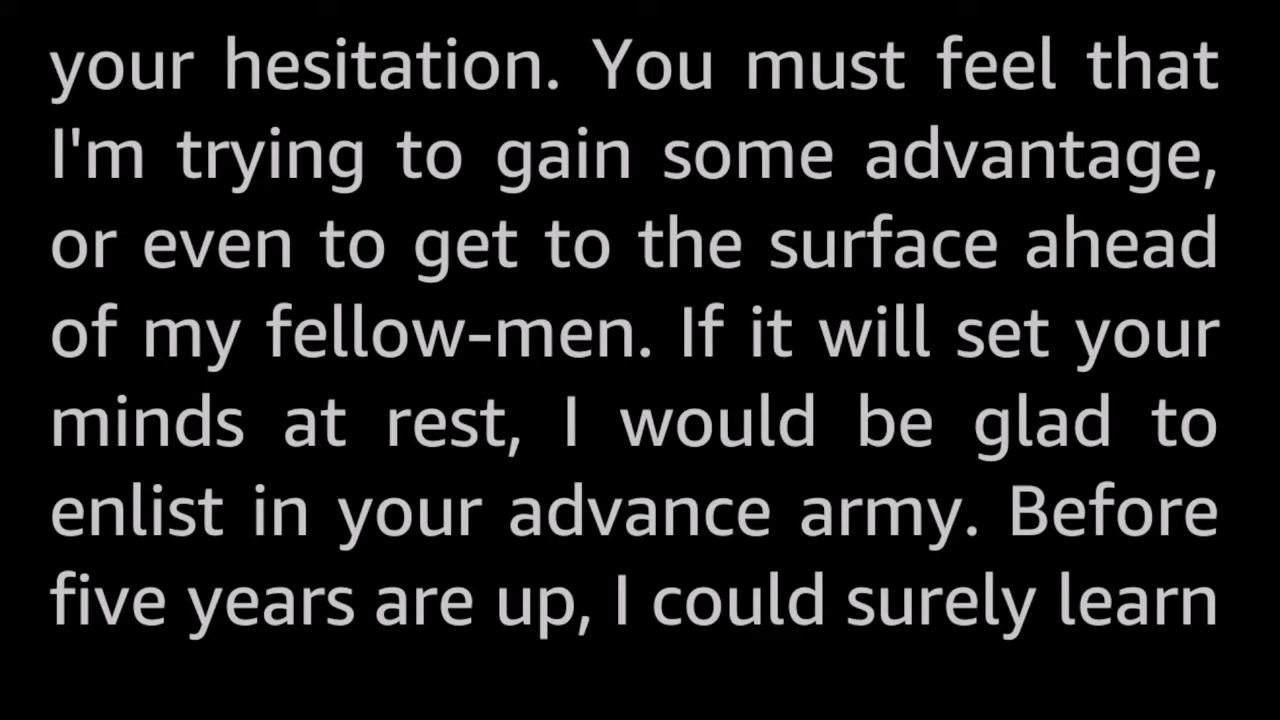 your hesitation. You must feel that
I'm trying to gain some advantage,
or even to get to the surface ahead
of my fellow-men. If it will set your
minds at rest, I would be glad to
enlist in your advance army. Before
five years are up, I could surely learn